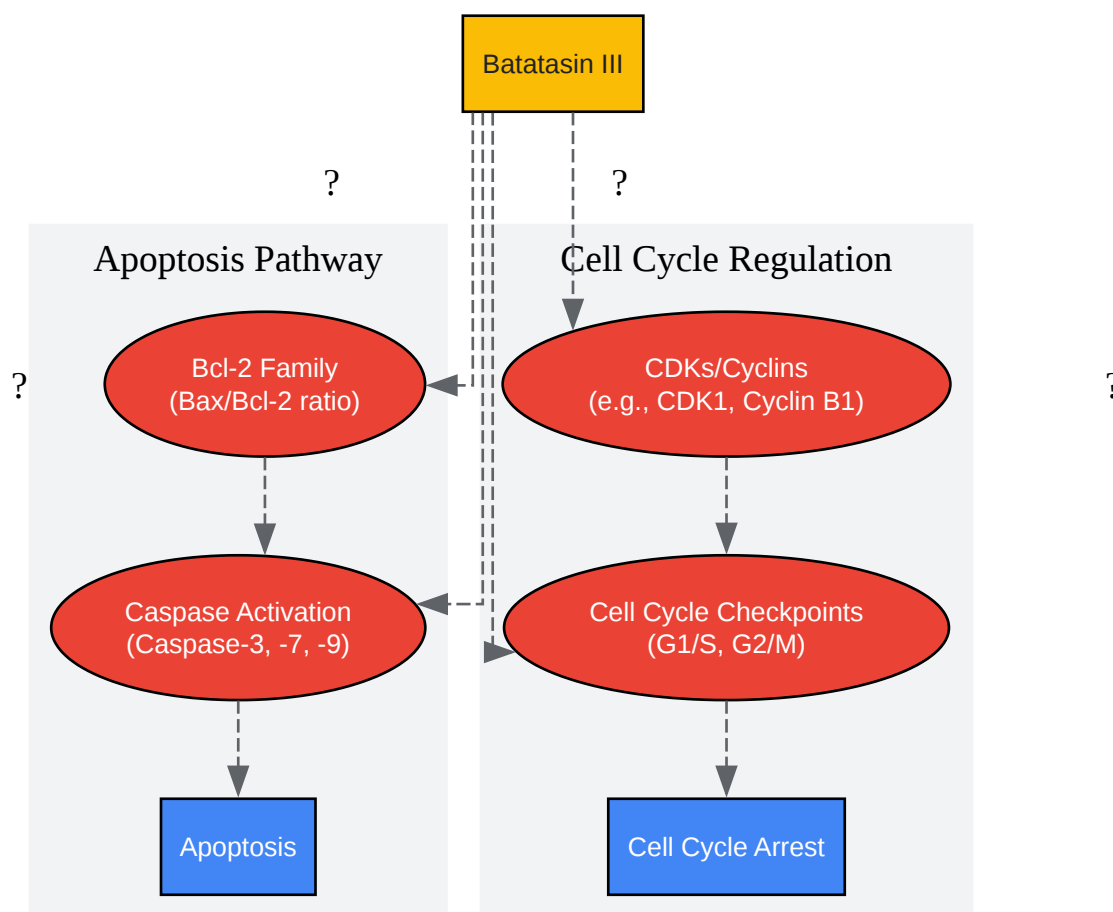 Batatasin III
?
?
Apoptosis Pathway
Cell Cycle Regulation
Bcl-2 Family
(Bax/Bcl-2 ratio)
CDKs/Cyclins
(e.g., CDK1, Cyclin B1)
?
?
Caspase Activation
(Caspase-3, -7, -9)
Cell Cycle Checkpoints
(G1/S, G2/M)
Apoptosis
Cell Cycle Arrest